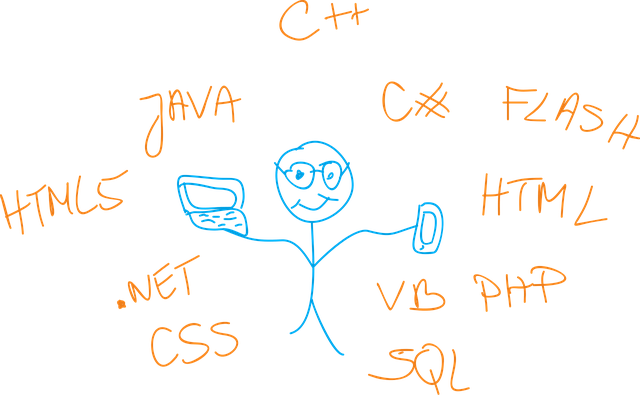 C++
JAVA C# FLASH
HTML5 HTML
.NET VB PHP
CSS SQL